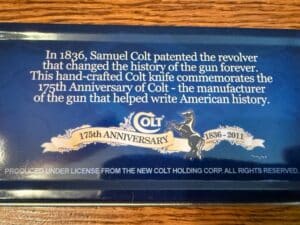 In 1836, Samuel Colt patented the revolver
that changed the history of the gun forever.
This hand-crafted Colt knife commemorates the
175th Anniversary of Colt - the manufacturer
of the gun that helped write American history.
COLT
175th ANNIVERSARY 1836-2011
PRODUCED UNDER LICENSE FROM THE NEW COLT HOLDING CORP. ALL RIGHTS RESERVED.